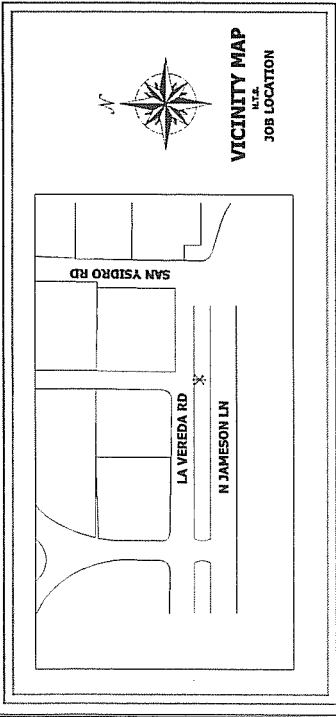 N
VICINITY MAP
N.T.S.
JOB LOCATION
SAN YSIDRO RD
LA VEREDA RD
N JAMESON LN